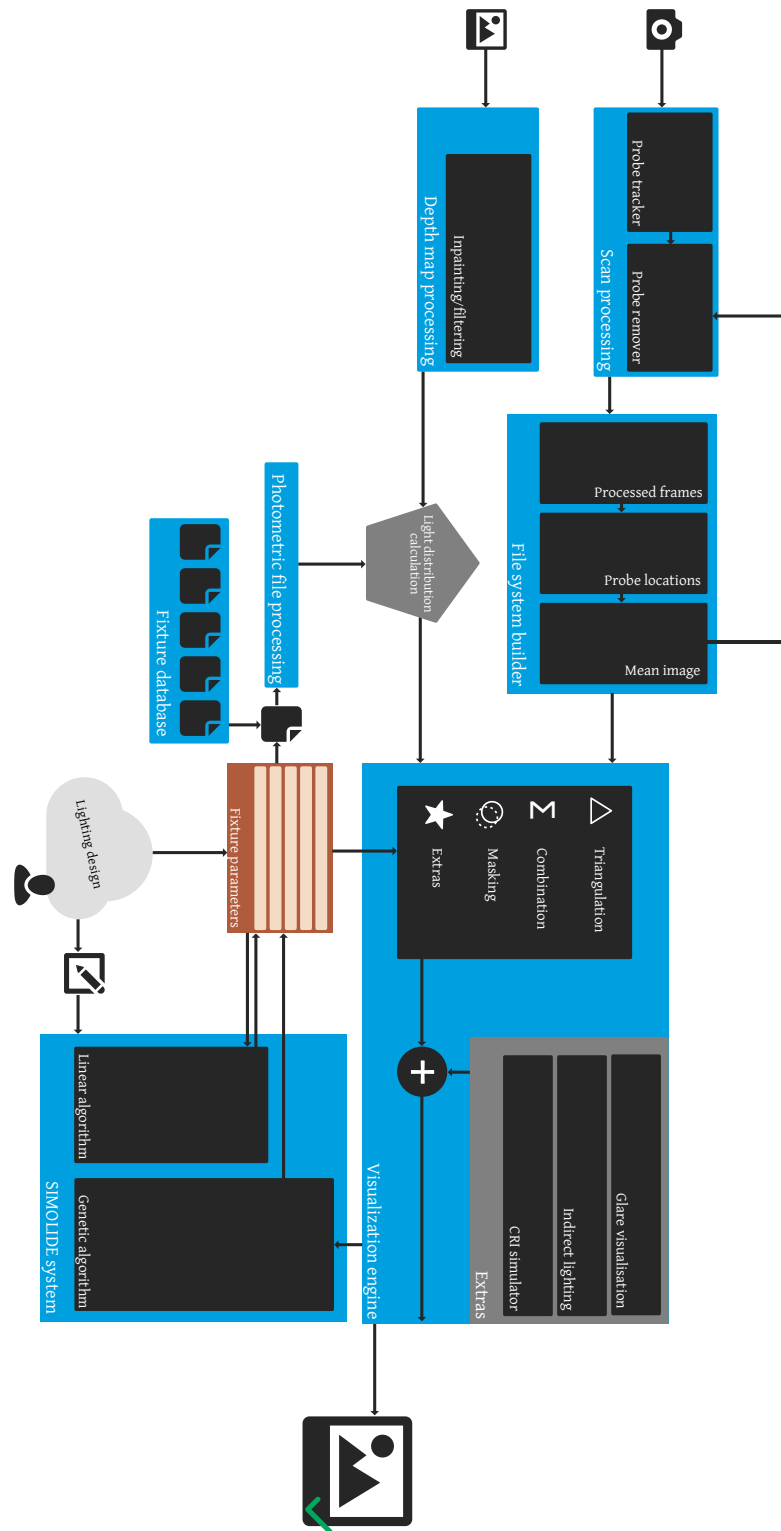 Probe tracker
Probe remover
Scan processing
Processed frames
Probe locations
Mean image
File system builder
Inpainting/filtering
Depth map processing
Light distribution
calculation
Photometric file processing
Fixture database
Triangulation
Combination
Masking
Extras
Glare visualisation
Indirect lighting
CRI simulator
Extras
Visualization engine
Fixture parameters
Lighting design
Linear algorithm
Genetic algorithm
SIMOLIDE system